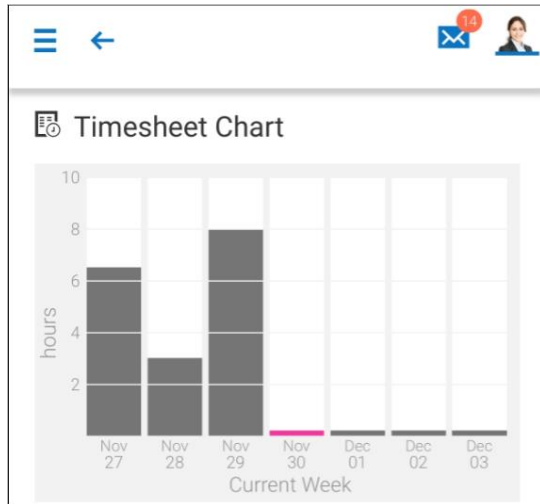 14
Timesheet Chart
10
8
6
4
2
hours
Nov Nov Nov Nov Dec Dec Dec
27 28 29 30 01 02 03
Current Week